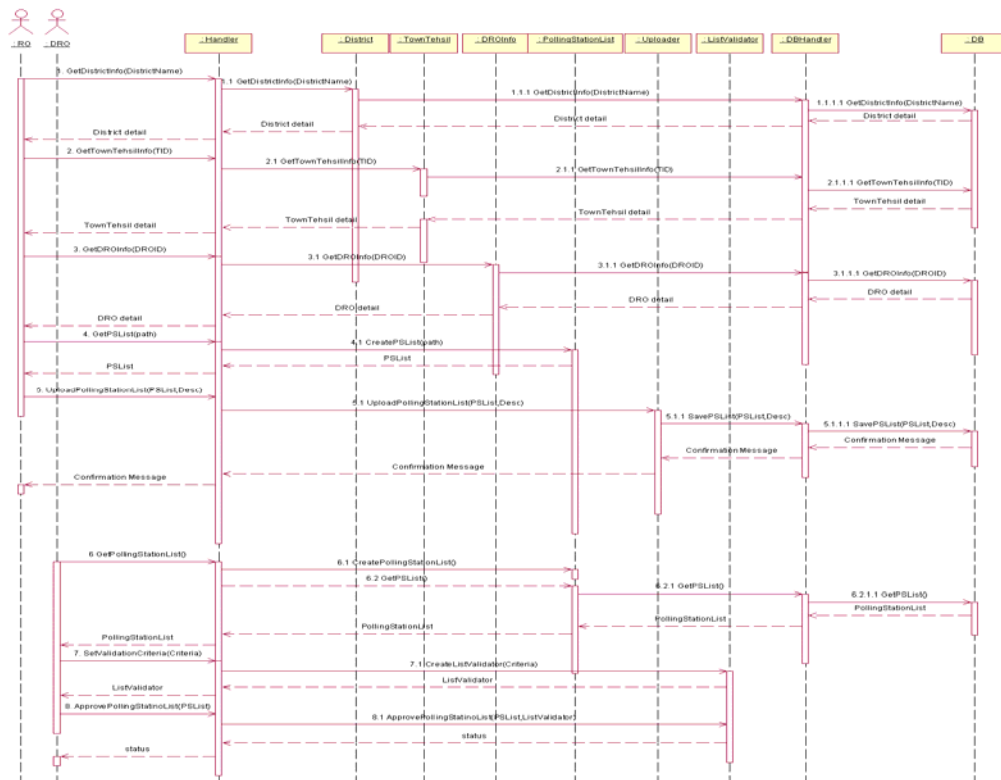 : RO
: DRO
: Handler
: District
: TownTehsil
: DROInfo
: PollingStationList
: Uploader
: ListValidator
: DBHandler
: DB
1. GetDistrictInfo(DistrictName)
1.1 GetDistrictInfo(DistrictName)
1.1.1 GetDistrictInfo(DistrictName)
1.1.1.1 GetDistrictInfo(DistrictName)
District detail
District detail
District detail
District detail
2. GetTownTehsilInfo(TID)
2.1 GetTownTehsilInfo(TID)
2.1.1 GetTownTehsilInfo(TID)
2.1.1.1 GetTownTehsilInfo(TID)
TownTehsil detail
TownTehsil detail
TownTehsil detail
TownTehsil detail
3. GetDROInfo(DROID)
3.1 GetDROInfo(DROID)
3.1.1 GetDROInfo(DROID)
3.1.1.1 GetDROInfo(DROID)
DRO detail
DRO detail
DRO detail
DRO detail
4. GetPSList(path)
4.1 CreatePSList(path)
PSList
PSList
5. UploadPollingStationList(PSList,Desc)
5.1 UploadPollingStationList(PSList,Desc)
5.1.1 SavePSList(PSList,Desc)
5.1.1.1 SavePSList(PSList,Desc)
Confirmation Message
Confirmation Message
Confirmation Message
Confirmation Message
6 GetPollingStationList()
6.1 CreatePollingStationList()
6.2 GetPSList()
6.2.1 GetPSList()
6.2.1.1 GetPSList()
PollingStationList
PollingStationList
PollingStationList
PollingStationList
7. SetValidationCriteria(Criteria)
7.1 CreateListValidator(Criteria)
ListValidator
ListValidator
8. ApprovePollingStatinoList(PSList)
8.1 ApprovePollingStatinoList(PSList,ListValidator)
status
status